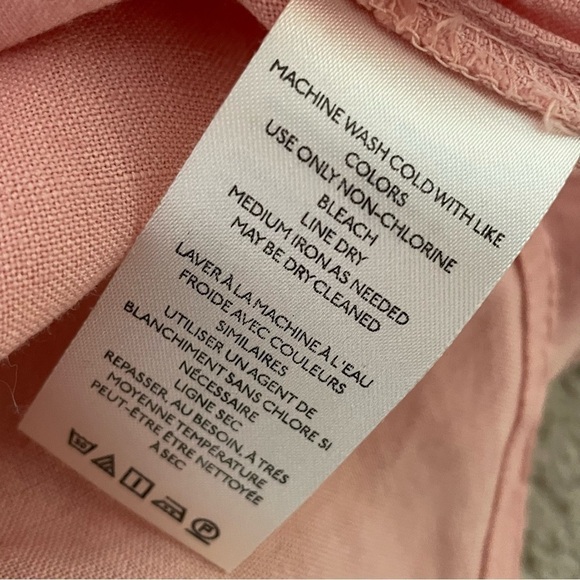 MACHINE WASH COLD WITH LIKE
COLORS
USE ONLY NON-CHLORINE
BLEACH
LINE DRY
MEDIUM IRON AS NEEDED
MAY BE DRY CLEANED
LAVER À LA MACHINE À L'EAU
FROIDE AVEC COULEURS
SIMILAIRES
UTILISER UN AGENT DE
BLANCHIMENT SANS CHLORE SI
NÉCESSAIRE
LIGNE SEC
REPASSER, AU BESOIN, À TRÉS
MOYENNE TEMPÉRATURE
PEUT-ÊTRE ÊTRE NETTOYÉE
À SEC